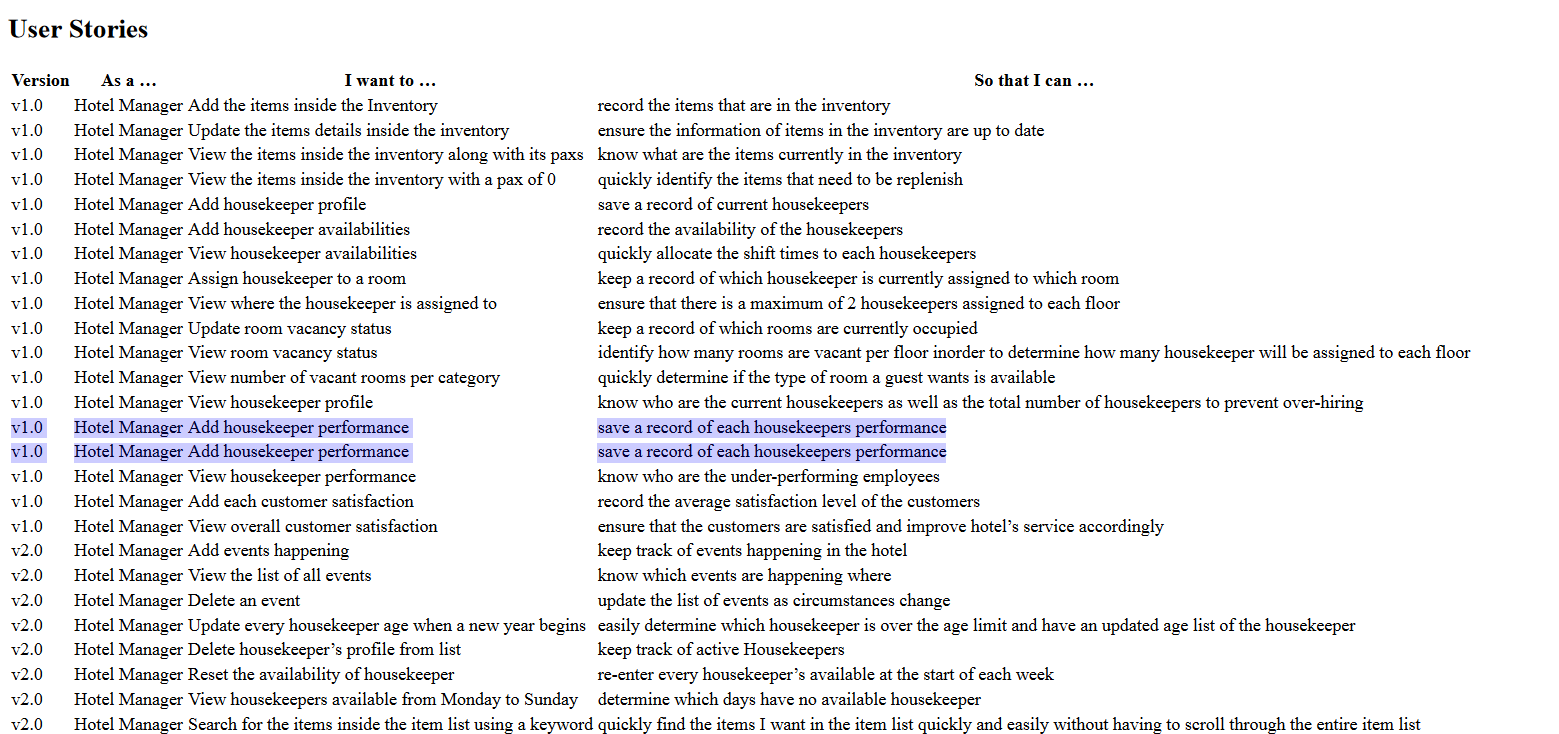 User Stories
Version As a … I want to … So that I can …
v1.0 Hotel Manager Add the items inside the Inventory record the items that are in the inventory
v1.0 Hotel Manager Update the items details inside the inventory ensure the information of items in the inventory are up to date
v1.0 Hotel Manager View the items inside the inventory along with its paxs know what are the items currently in the inventory
v1.0 Hotel Manager View the items inside the inventory with a pax of 0 quickly identify the items that need to be replenish
v1.0 Hotel Manager Add housekeeper profile save a record of current housekeepers
v1.0 Hotel Manager Add housekeeper availabilities record the availability of the housekeepers
v1.0 Hotel Manager View housekeeper availabilities quickly allocate the shift times to each housekeepers
v1.0 Hotel Manager Assign housekeeper to a room keep a record of which housekeeper is currently assigned to which room
v1.0 Hotel Manager View where the housekeeper is assigned to ensure that there is a maximum of 2 housekeepers assigned to each floor
v1.0 Hotel Manager Update room vacancy status keep a record of which rooms are currently occupied
v1.0 Hotel Manager View room vacancy status identify how many rooms are vacant per floor inorder to determine how many housekeeper will be assigned to each floor
v1.0 Hotel Manager View number of vacant rooms per category quickly determine if the type of room a guest wants is available
v1.0 Hotel Manager View housekeeper profile know who are the current housekeepers as well as the total number of housekeepers to prevent over-hiring
v1.0 Hotel Manager Add housekeeper performance save a record of each housekeepers performance
v1.0 Hotel Manager Add housekeeper performance save a record of each housekeepers performance
v1.0 Hotel Manager View housekeeper performance know who are the under-performing employees
v1.0 Hotel Manager Add each customer satisfaction record the average satisfaction level of the customers
v1.0 Hotel Manager View overall customer satisfaction ensure that the customers are satisfied and improve hotel’s service accordingly
v2.0 Hotel Manager Add events happening keep track of events happening in the hotel
v2.0 Hotel Manager View the list of all events know which events are happening where
v2.0 Hotel Manager Delete an event update the list of events as circumstances change
v2.0 Hotel Manager Update every housekeeper age when a new year begins easily determine which housekeeper is over the age limit and have an updated age list of the housekeeper
v2.0 Hotel Manager Delete housekeeper’s profile from list keep track of active Housekeepers
v2.0 Hotel Manager Reset the availability of housekeeper re-enter every housekeeper’s available at the start of each week
v2.0 Hotel Manager View housekeepers available from Monday to Sunday determine which days have no available housekeeper
v2.0 Hotel Manager Search for the items inside the item list using a keyword quickly find the items I want in the item list quickly and easily without having to scroll through the entire item list